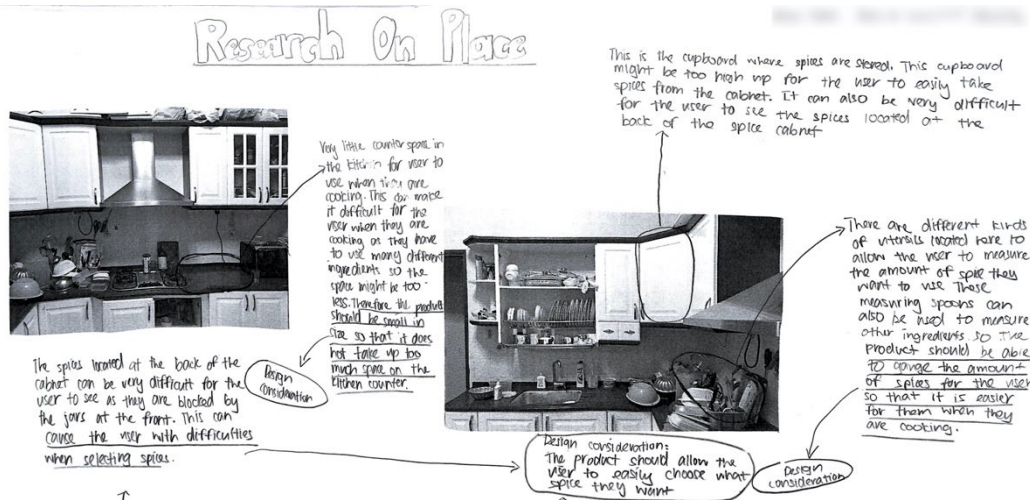 Research On Place
This is the cupboard where spices are stored. This cupboard
might be too high up for the user to easily take
spices from the cabnet. It can also be very difficult
for the user to see the spices located at the
back of the spice cabnet
Very little counter space in
the kitchen for user to
use when they are
cooking. This can make
it difficult for the
user when they are
cooking as they have
to use many different
ingredients so the
space might be too
less. Therefore the product
should be small in
size so that it does
not take up too
much space on the
kitchen counter.
Design
consideration
There are different kinds
of utensils located here to
allow the user to measure
the amount of spice they
want to use These
measuring spoons can
also be used to measure
other ingredients. So the
product should be able
to gauge the amount
of spices for the user
so that it is easier
for them when they
are cooking.
Design
consideration
The spices located at the back of the
cabnet can be very difficult for the
user to see as they are blocked by
the jars at the front. This can
cause the user with difficulties
when selecting spices.
Design consideration:
The product should allow the
user to easily choose what
spice they want